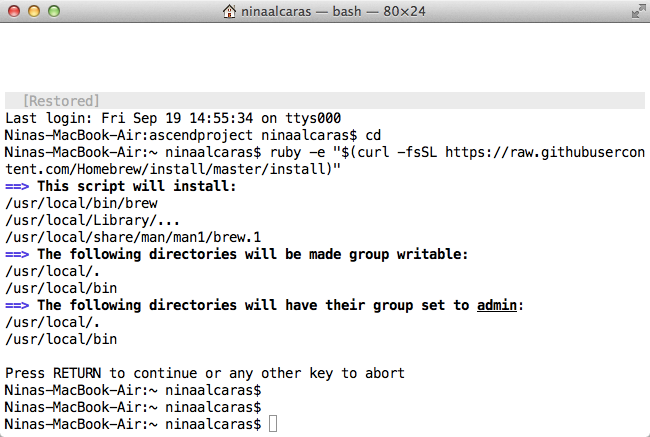 ninaalcaras — bash — 80×24
[Restored]
Last login: Fri Sep 19 14:55:34 on ttys000
Ninas-MacBook-Air:ascendproject ninaalcaras$ cd
Ninas-MacBook-Air:~ ninaalcaras$ ruby -e "$(curl -fsSL https://raw.githubusercon
tent.com/Homebrew/install/master/install)"
==> This script will install:
/usr/local/bin/brew
/usr/local/Library/...
/usr/local/share/man/man1/brew.1
==> The following directories will be made group writable:
/usr/local/.
/usr/local/bin
==> The following directories will have their group set to admin:
/usr/local/.
/usr/local/bin
Press RETURN to continue or any other key to abort
Ninas-MacBook-Air:~ ninaalcaras$
Ninas-MacBook-Air:~ ninaalcaras$
Ninas-MacBook-Air:~ ninaalcaras$